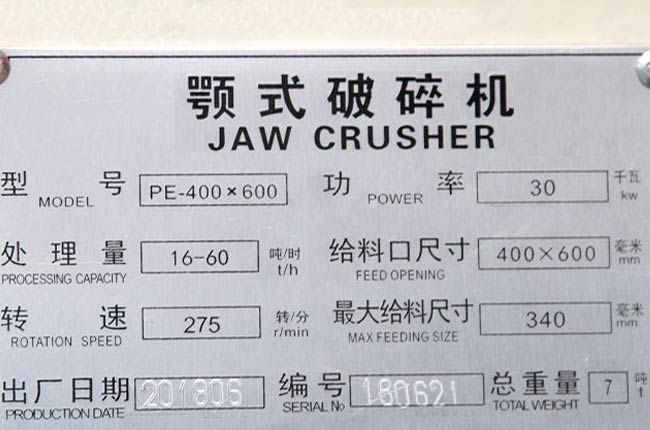 颚式破碎机
JAW CRUSHER
型 号 PE-400×600 功 率 30 千瓦
MODEL POWER kw
处理量 16-60 吨/时 给料口尺寸 400×600 毫米
PROCESSING CAPACITY t/h FEED OPENING mm
转 速 275 转/分 最大给料尺寸 340 毫米
ROTATION SPEED r/min MAX FEEDING SIZE mm
出厂日期 201806 编号 180621 总重量 7 吨
PRODUCTION DATE SERIAL No TOTAL WEIGHT t